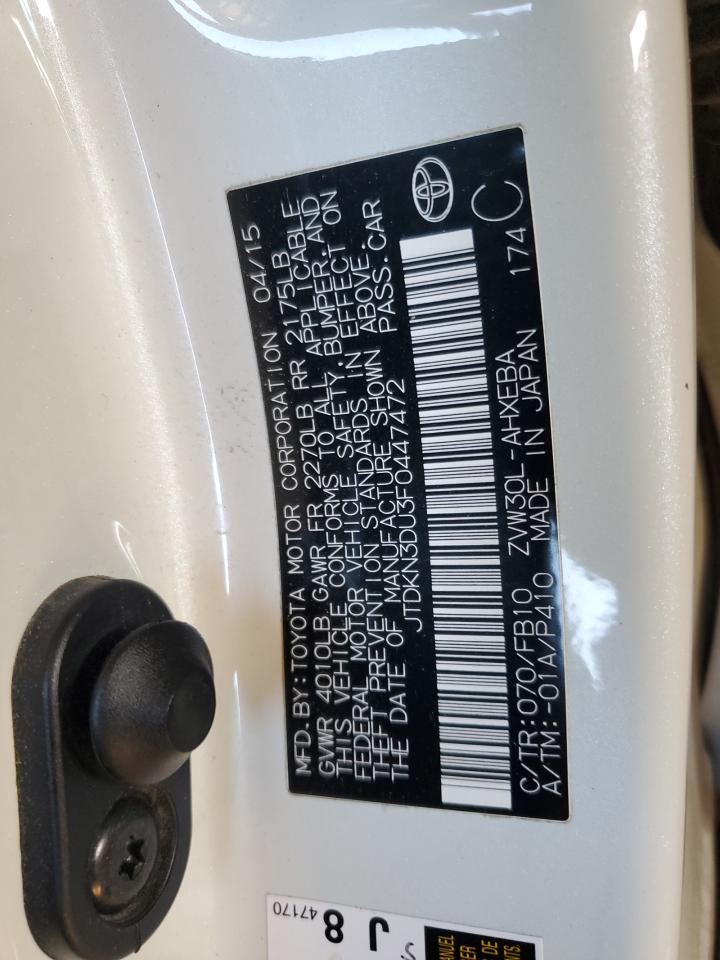 MFD. BY: TOYOTA MOTOR CORPORATION 04/15
GVWR 4010LB GAWR FR 2270LB RR 2175LB
THIS VEHICLE CONFORMS TO ALL APPLICABLE
FEDERAL MOTOR VEHICLE SAFETY, BUMPER, AND
THEFT PREVENTION STANDARDS IN EFFECT ON
THE DATE OF MANUFACTURE SHOWN ABOVE.
JTDKN3DU3F0447472 PASS. CAR
C/TR: 070/FB10 ZVW30L-AHXEBA
A/TM: -01A/P410 MADE IN JAPAN 174 C
47170
J 8
MANUEL
DE